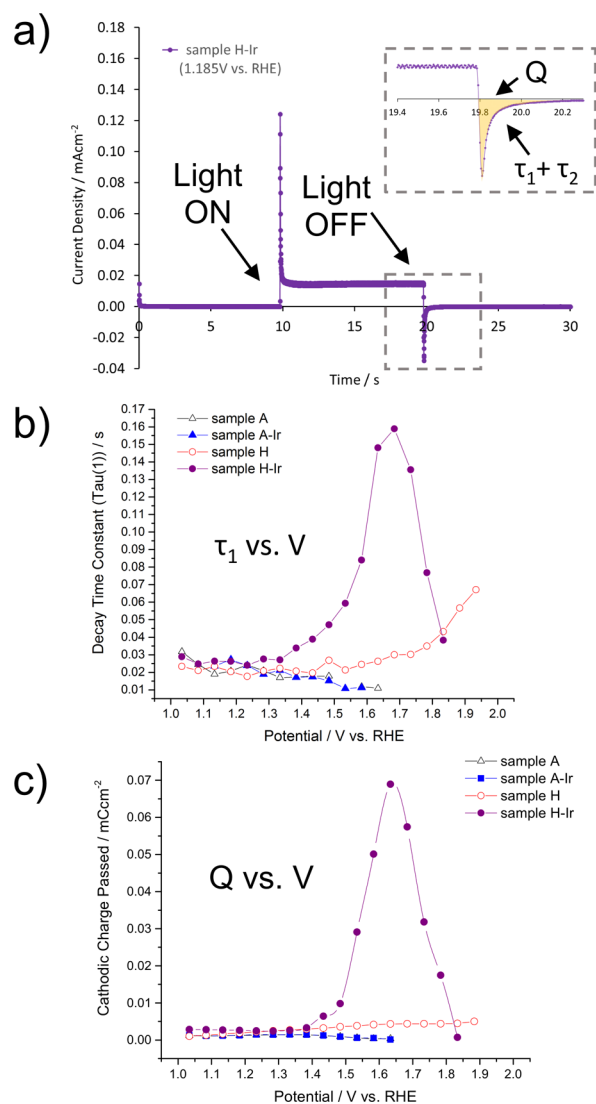 a)
0.18
0.16
0.14
0.12
0.10
0.08
0.06
0.04
0.02
0.00
-0.02
-0.04
Current Density / mAcm-2
sample H-Ir
(1.185V vs. RHE)
Light
ON
Light
OFF
Q
19.4 19.6 19.8 20.0 20.2
τ1+ τ2
0 5 10 15 20 25 30
Time / s
b)
0.17
0.16
0.15
0.14
0.13
0.12
0.11
0.10
0.09
0.08
0.07
0.06
0.05
0.04
0.03
0.02
0.01
Decay Time Constant (Tau(1)) / s
sample A
sample A-Ir
sample H
sample H-Ir
τ1 vs. V
1.0 1.1 1.2 1.3 1.4 1.5 1.6 1.7 1.8 1.9 2.0
Potential / V vs. RHE
c)
sample A
sample A-Ir
sample H
sample H-Ir
0.07
0.06
0.05
0.04
0.03
0.02
0.01
0.00
Cathodic Charge Passed / mCcm-2
Q vs. V
1.0 1.1 1.2 1.3 1.4 1.5 1.6 1.7 1.8 1.9 2.0
Potential / V vs. RHE